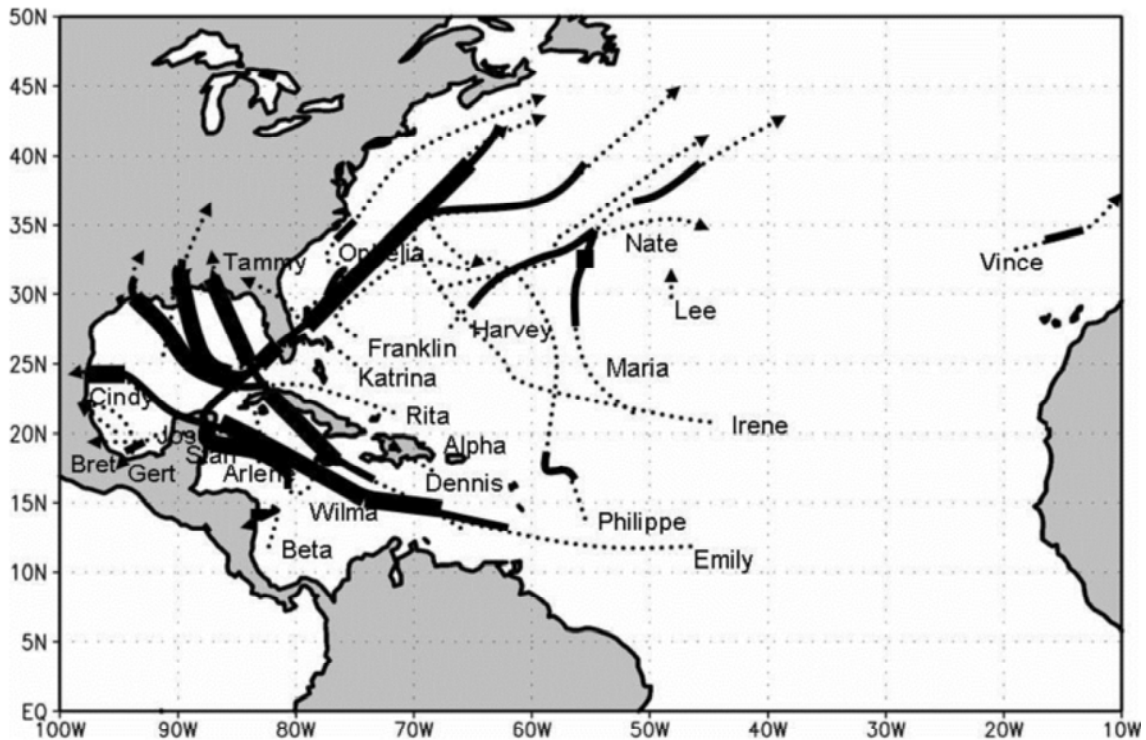 50N
45N
40N
35N
30N
25N
20N
15N
10N
5N
EQ
Tammy
Ophelia
Nate
Vince
Harvey
Lee
Franklin
Maria
Katrina
Cindy
Rita
Irene
Jose
Alpha
Bret
Stan
Gert
Arlene
Dennis
Wilma
Philippe
Beta
Emily
100W 90W 80W 70W 60W 50W 40W 30W 20W 10W